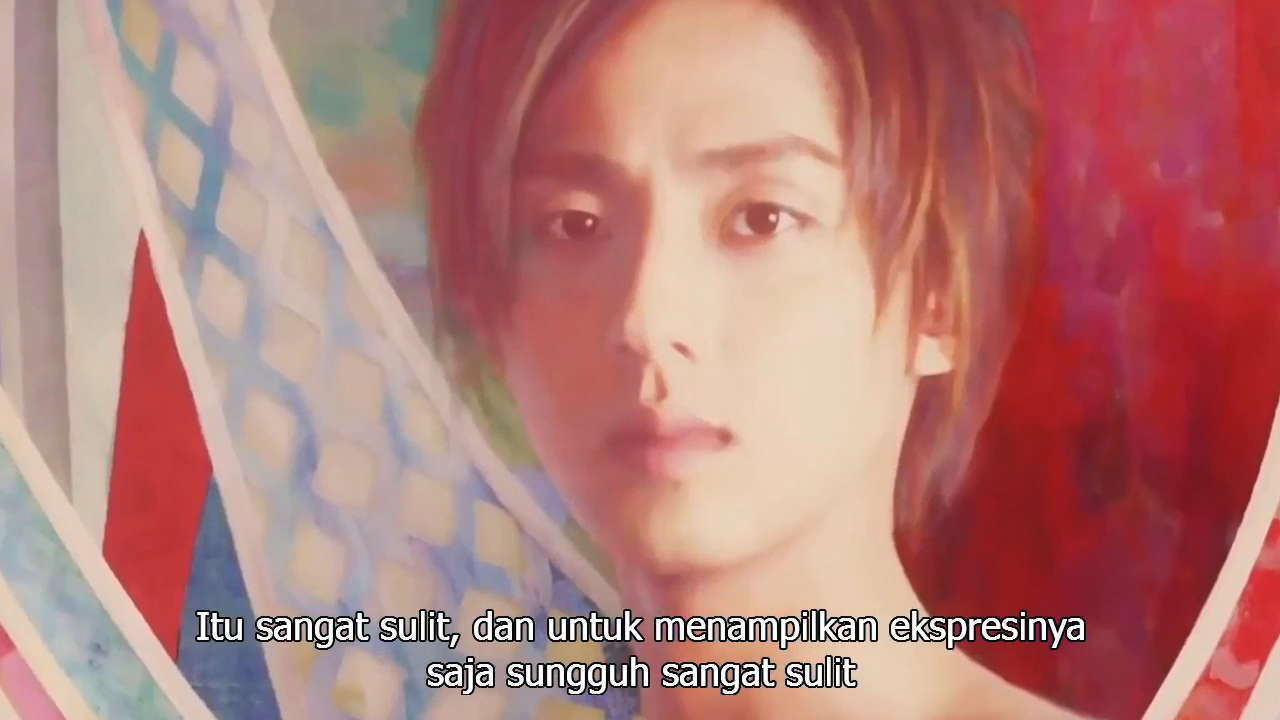 Itu sangat sulit, dan untuk menampilkan ekspresinya
saja sungguh sangat sulit